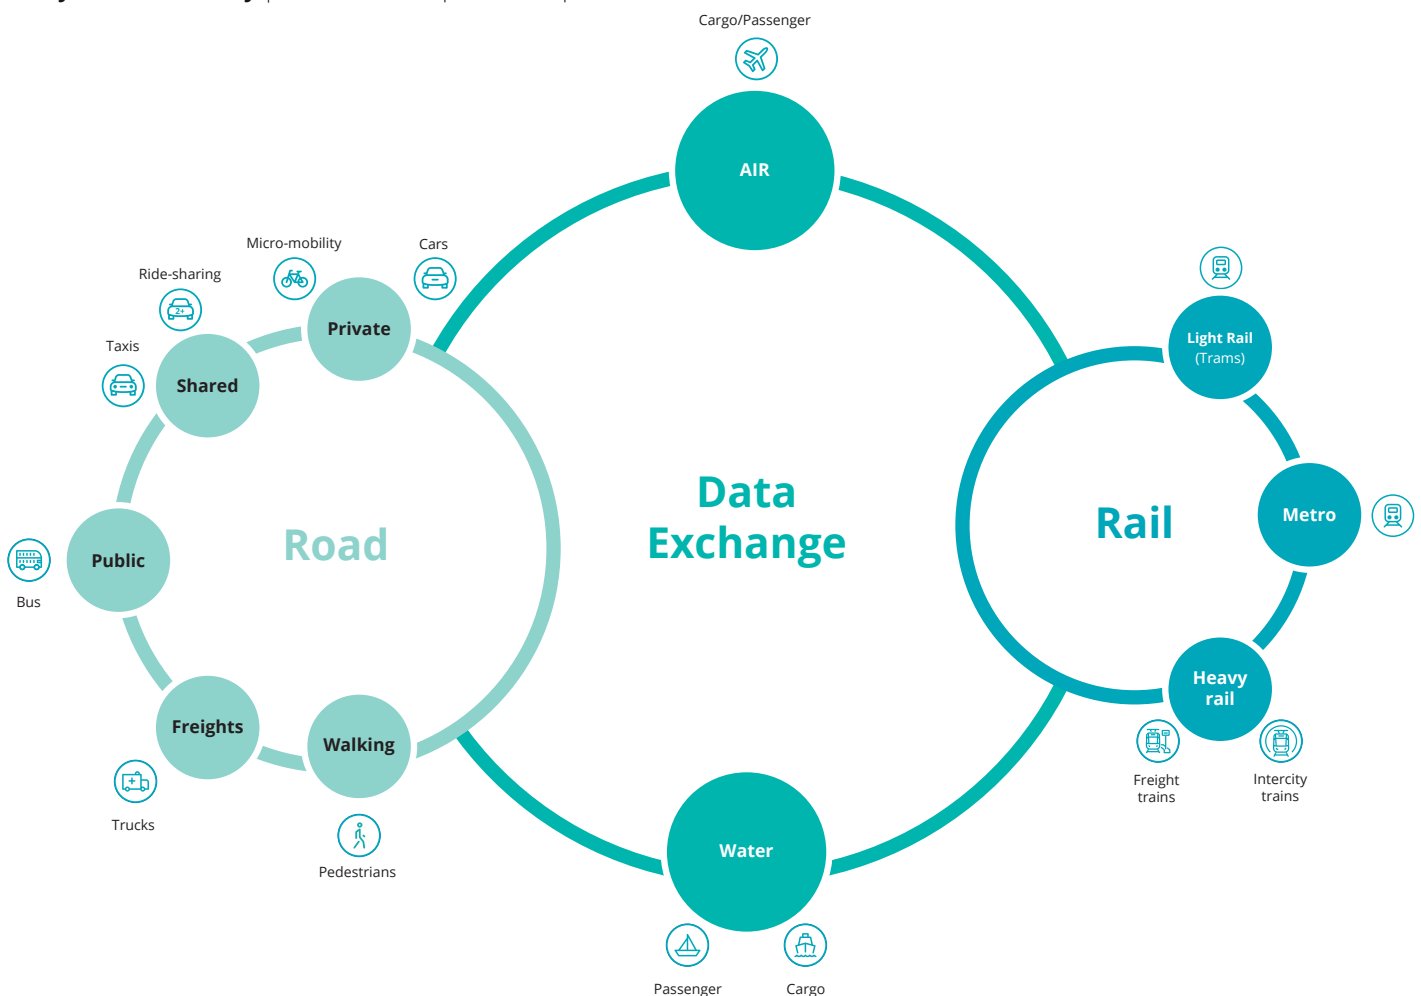 Cargo/Passenger
AIR
Micro-mobility
Cars
Ride-sharing
2+
Private
Taxis
Shared
Light Rail
(Trams)
Data
Exchange
Road
Rail
Metro
Public
Bus
Heavy
rail
Freights
Walking
Freight
trains
Intercity
trains
Trucks
Pedestrians
Water
Passenger
Cargo